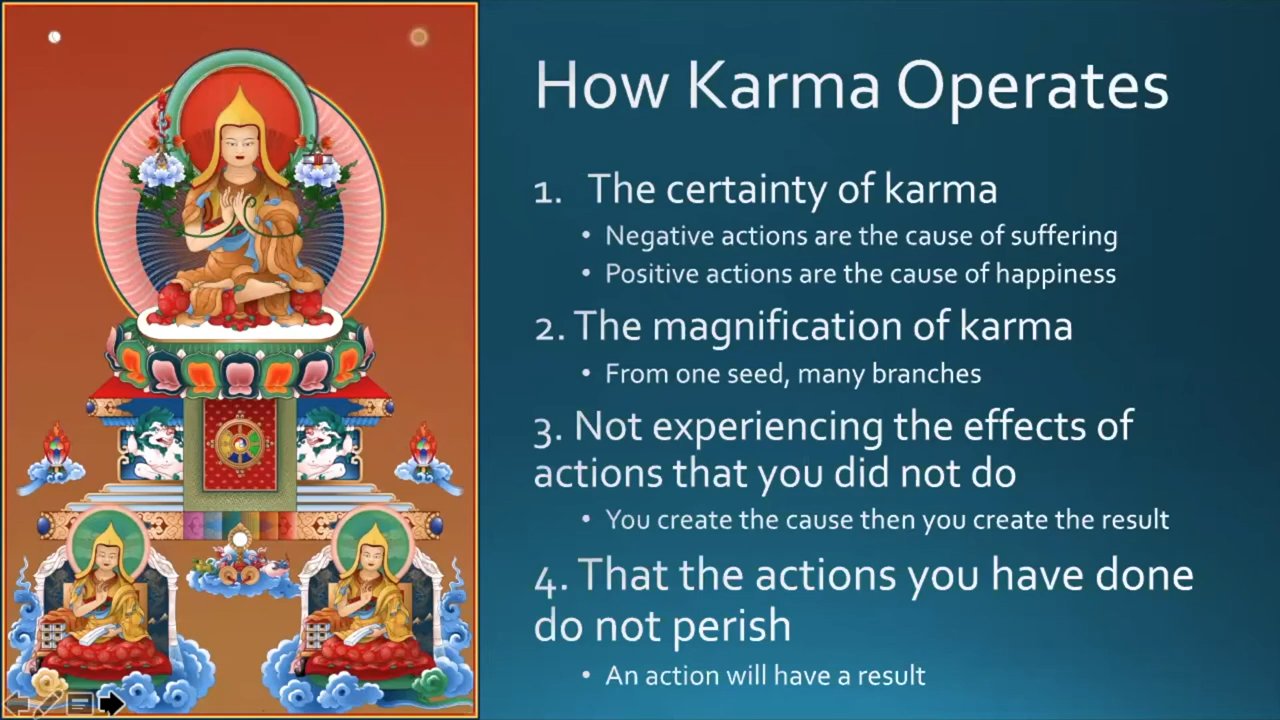 How Karma Operates
1. The certainty of karma
• Negative actions are the cause of suffering
• Positive actions are the cause of happiness
2. The magnification of karma
• From one seed, many branches
3. Not experiencing the effects of
actions that you did not do
• You create the cause then you create the result
4. That the actions you have done
do not perish
• An action will have a result